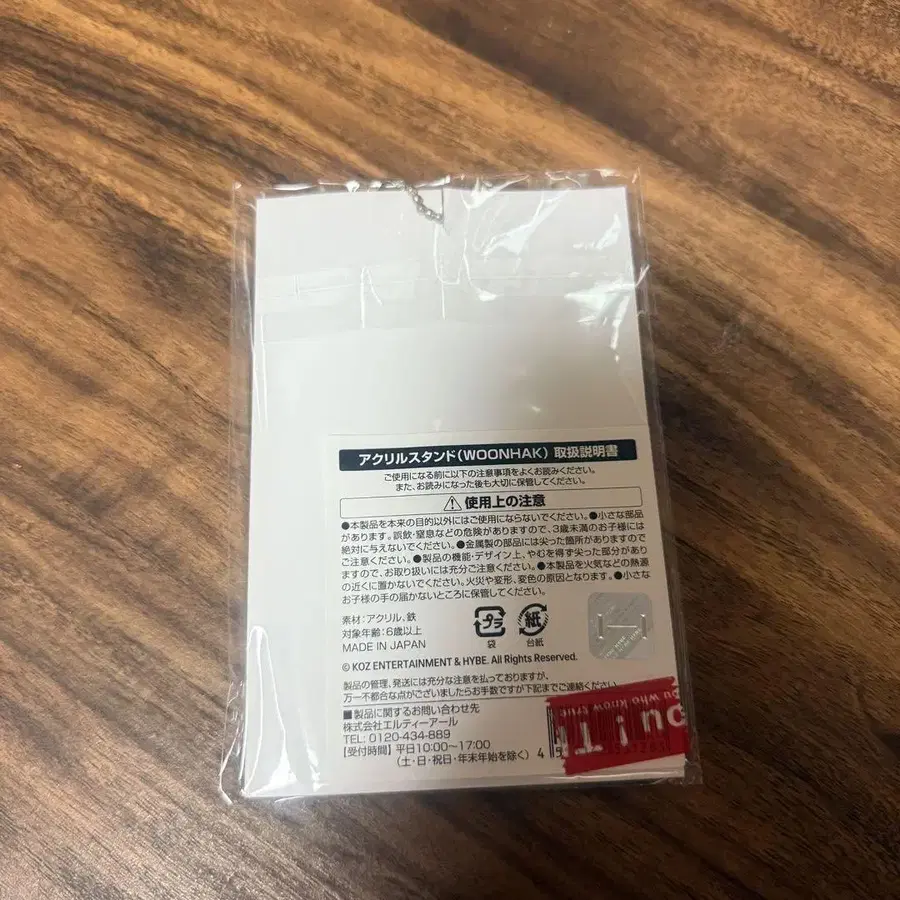 アクリルスタンド(WOONHAK) 取扱説明書
ご使用になる前に以下の注意事項をよくお読みください。
また、お読みになった後も大切に保管してください。
使用上の注意
●本製品を本来の目的以外にはご使用にならないでください。●小さな部品
があります。誤飲・窒息などの危険がありますので、3歳未満のお子様には
絶対に与えないでください。●金属製の部品には尖った箇所がありますので
ご注意ください。●製品の機能・デザイン上、やむを得ず尖った部分があり
ますので、お取り扱いには充分ご注意ください。●本製品を火気などの熱源
の近くに置かないでください。火災や変形、変色の原因となります。●小さな
お子様の手の届かないところに保管してください。
素材:アクリル、鉄
対象年齢:6歳以上
MADE IN JAPAN
プラ
袋
紙
台紙
© KOZ ENTERTAINMENT & HYBE. All Rights Reserved.
製品の管理、発送には充分な注意を払っておりますが、
万一不都合な点がございましたらお手数ですが下記までご連絡ください。
■製品に関するお問い合わせ先
株式会社エルティーアール
TEL: 0120-434-889
【受付時間】平日10:00～17:00
(土・日・祝日・年末年始を除く)
4
you who know